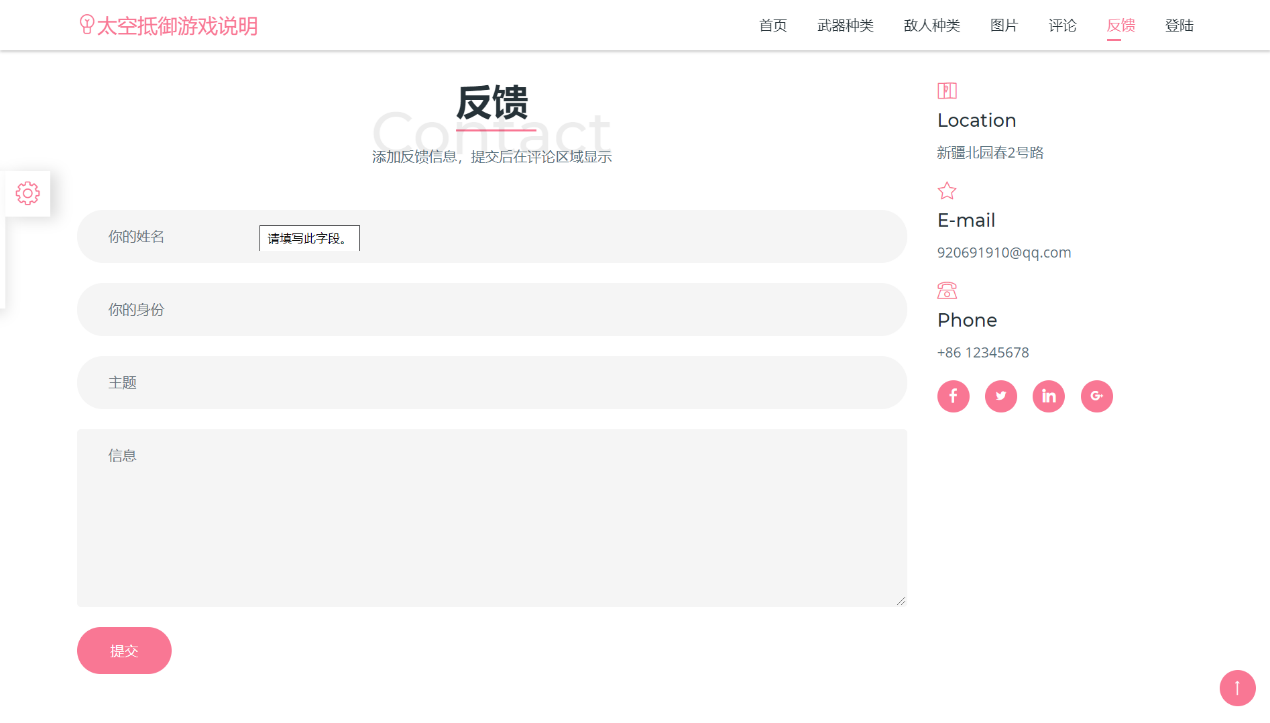 太空抵御游戏说明
首页 武器种类 敌人种类 图片 评论 反馈 登陆
反馈
Contact
添加反馈信息，提交后在评论区域显示
你的姓名
请填写此字段。
你的身份
主题
信息
提交
Location
新疆北园春2号路
E-mail
920691910@qq.com
Phone
+86 12345678